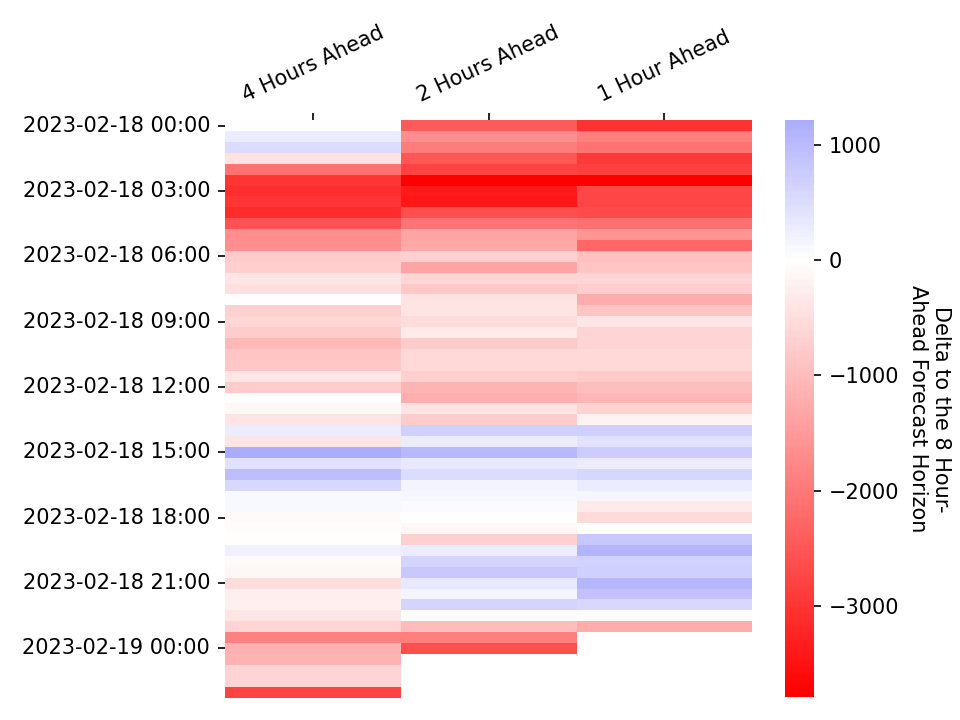 4 Hours Ahead
2 Hours Ahead
1 Hour Ahead
2023-02-18 00:00
2023-02-18 03:00
2023-02-18 06:00
2023-02-18 09:00
2023-02-18 12:00
2023-02-18 15:00
2023-02-18 18:00
2023-02-18 21:00
2023-02-19 00:00
1000
0
−1000
−2000
−3000
Delta to the 8 Hour-
Ahead Forecast Horizon